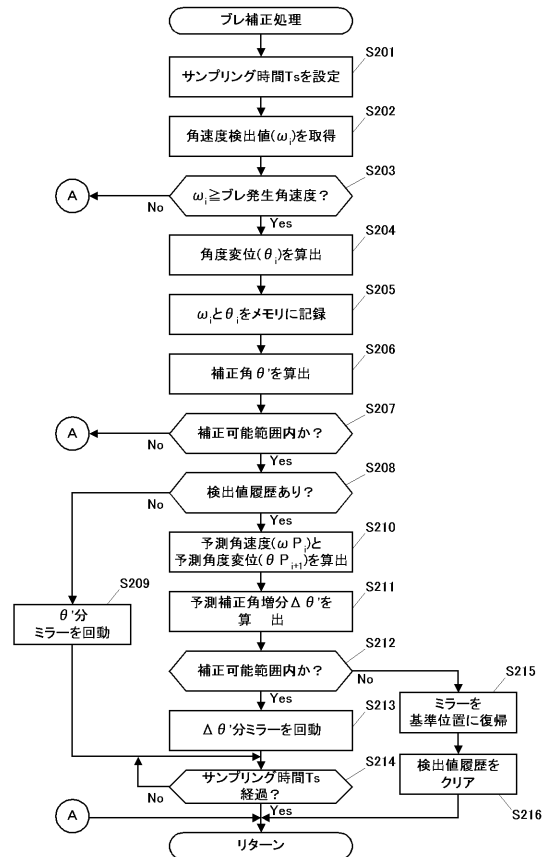 ブレ補正処理
S201
サンプリング時間Tsを設定
S202
角速度検出値(ωi)を取得
S203
ωi≧ブレ発生角速度?
A
No
Yes
S204
角度変位(θi)を算出
S205
ωiとθiをメモリに記録
S206
補正角θ'を算出
S207
補正可能範囲内か?
A
No
Yes
S208
検出値履歴あり?
No
Yes
S210
予測角速度(ωPi)と
予測角度変位(θPi+1)を算出
S209
θ'分
ミラーを回動
S211
予測補正角増分Δθ'を
算 出
S212
補正可能範囲内か?
No
Yes
S215
ミラーを
基準位置に復帰
S213
Δθ'分ミラーを回動
S214
サンプリング時間Ts
経過?
No
Yes
検出値履歴を
クリア
S216
A
リターン